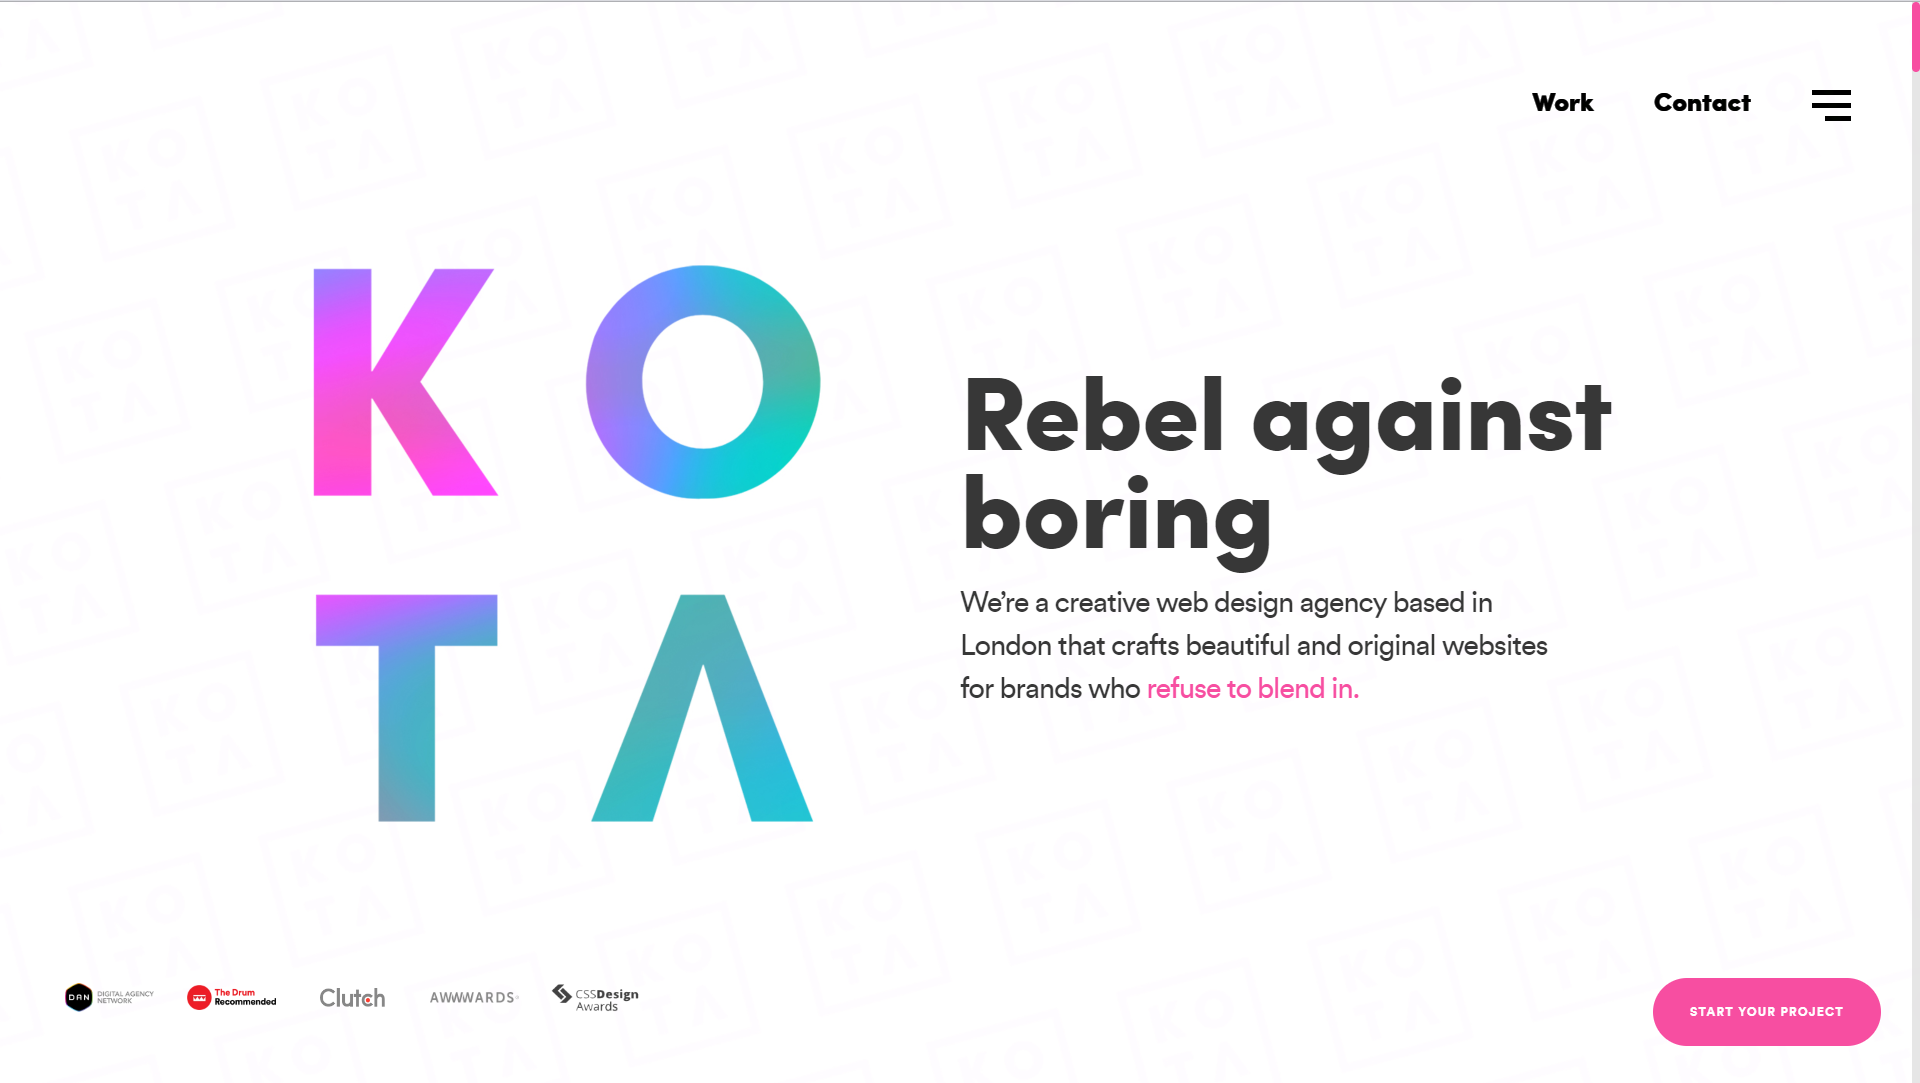 Work
Contact
K O
T Λ
Rebel against
boring
We're a creative web design agency based in
London that crafts beautiful and original websites
for brands who refuse to blend in.
DAN DIGITAL AGENCY
NETWORK
The Drum
Recommended
Clutch
AWWWARDS
CSSDesign
Awards
START YOUR PROJECT